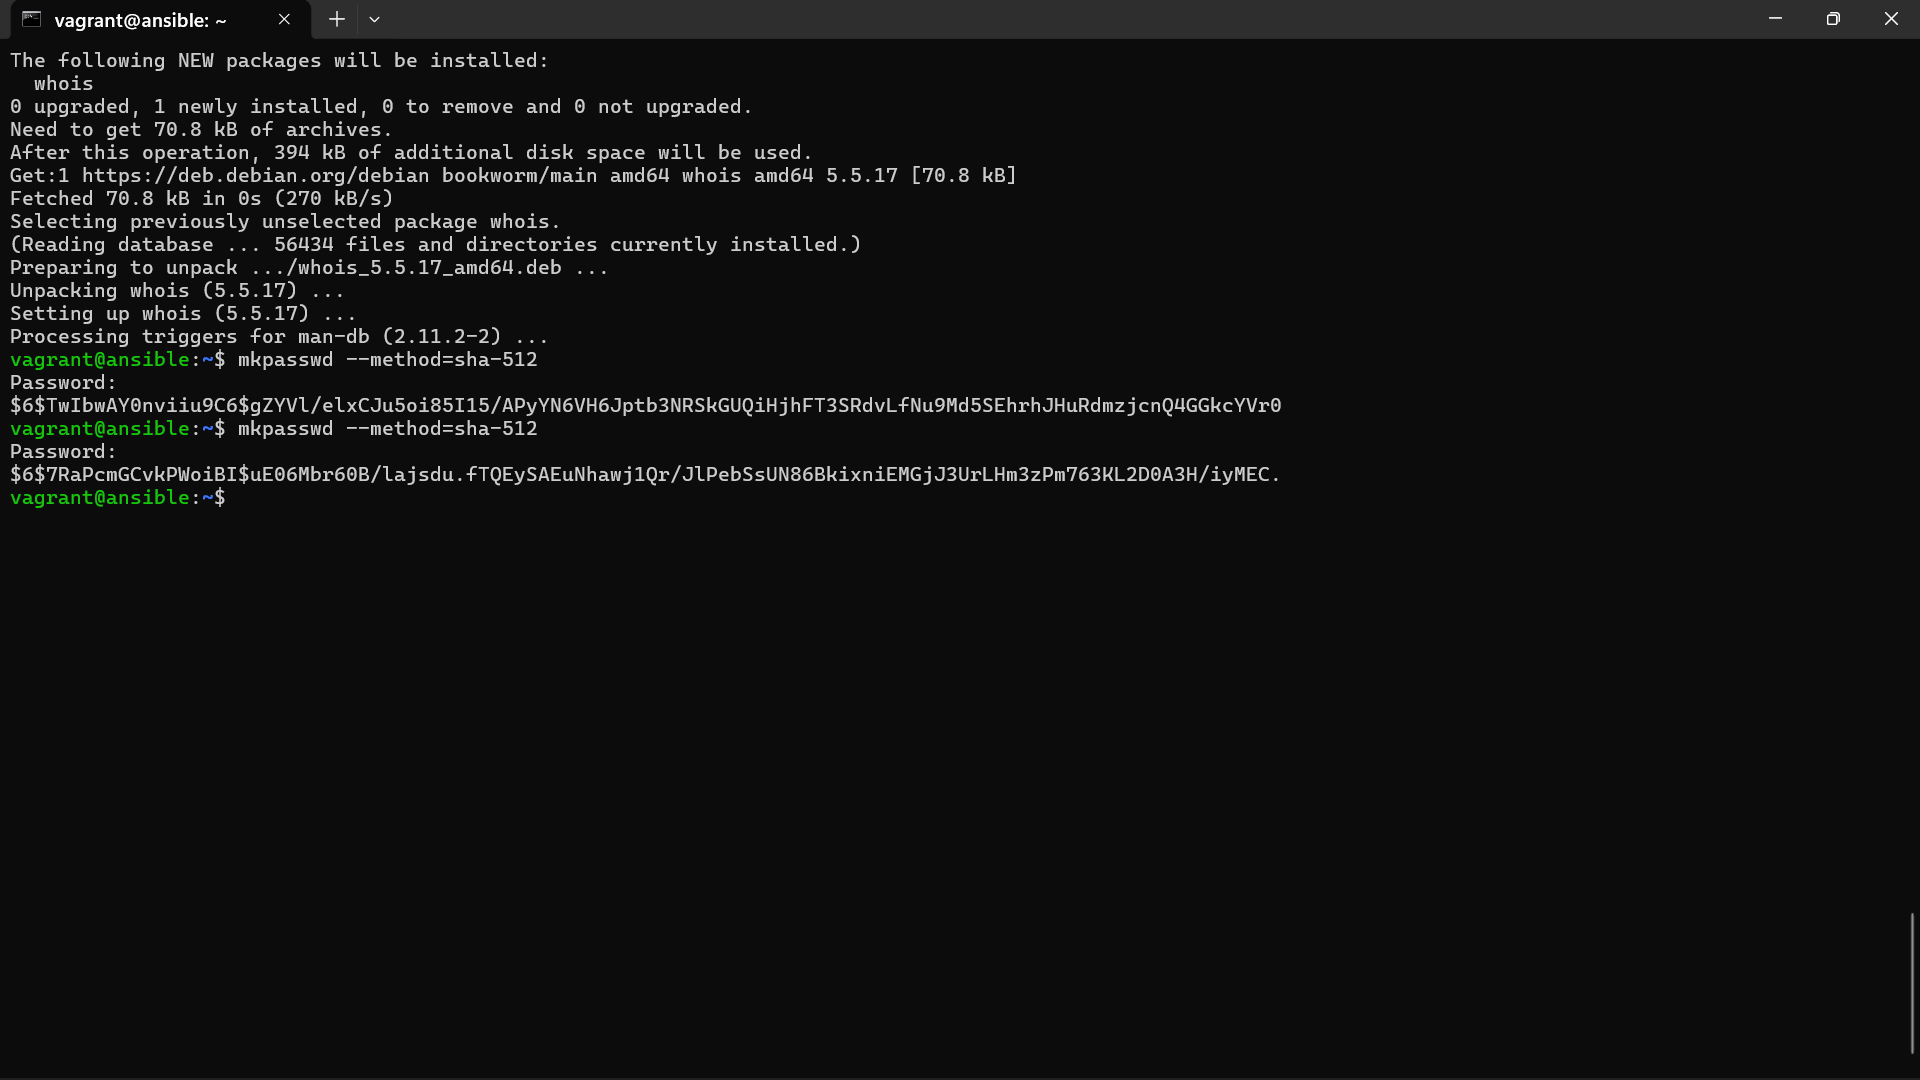 vagrant@ansible: ~
The following NEW packages will be installed:
  whois
0 upgraded, 1 newly installed, 0 to remove and 0 not upgraded.
Need to get 70.8 kB of archives.
After this operation, 394 kB of additional disk space will be used.
Get:1 https://deb.debian.org/debian bookworm/main amd64 whois amd64 5.5.17 [70.8 kB]
Fetched 70.8 kB in 0s (270 kB/s)
Selecting previously unselected package whois.
(Reading database ... 56434 files and directories currently installed.)
Preparing to unpack .../whois_5.5.17_amd64.deb ...
Unpacking whois (5.5.17) ...
Setting up whois (5.5.17) ...
Processing triggers for man-db (2.11.2-2) ...
vagrant@ansible:~$ mkpasswd --method=sha-512
Password:
$6$TwIbwAY0nviiu9C6$gZYVl/elxCJu5oi85I15/APyYN6VH6Jptb3NRSkGUQiHjhFT3SRdvLfNu9Md5SEhrhJHuRdmzjcnQ4GGkcYVr0
vagrant@ansible:~$ mkpasswd --method=sha-512
Password:
$6$7RaPcmGCvkPWoiBI$uE06Mbr60B/lajsdu.fTQEySAEuNhawj1Qr/JlPebSsUN86BkixniEMGjJ3UrLHm3zPm763KL2D0A3H/iyMEC.
vagrant@ansible:~$